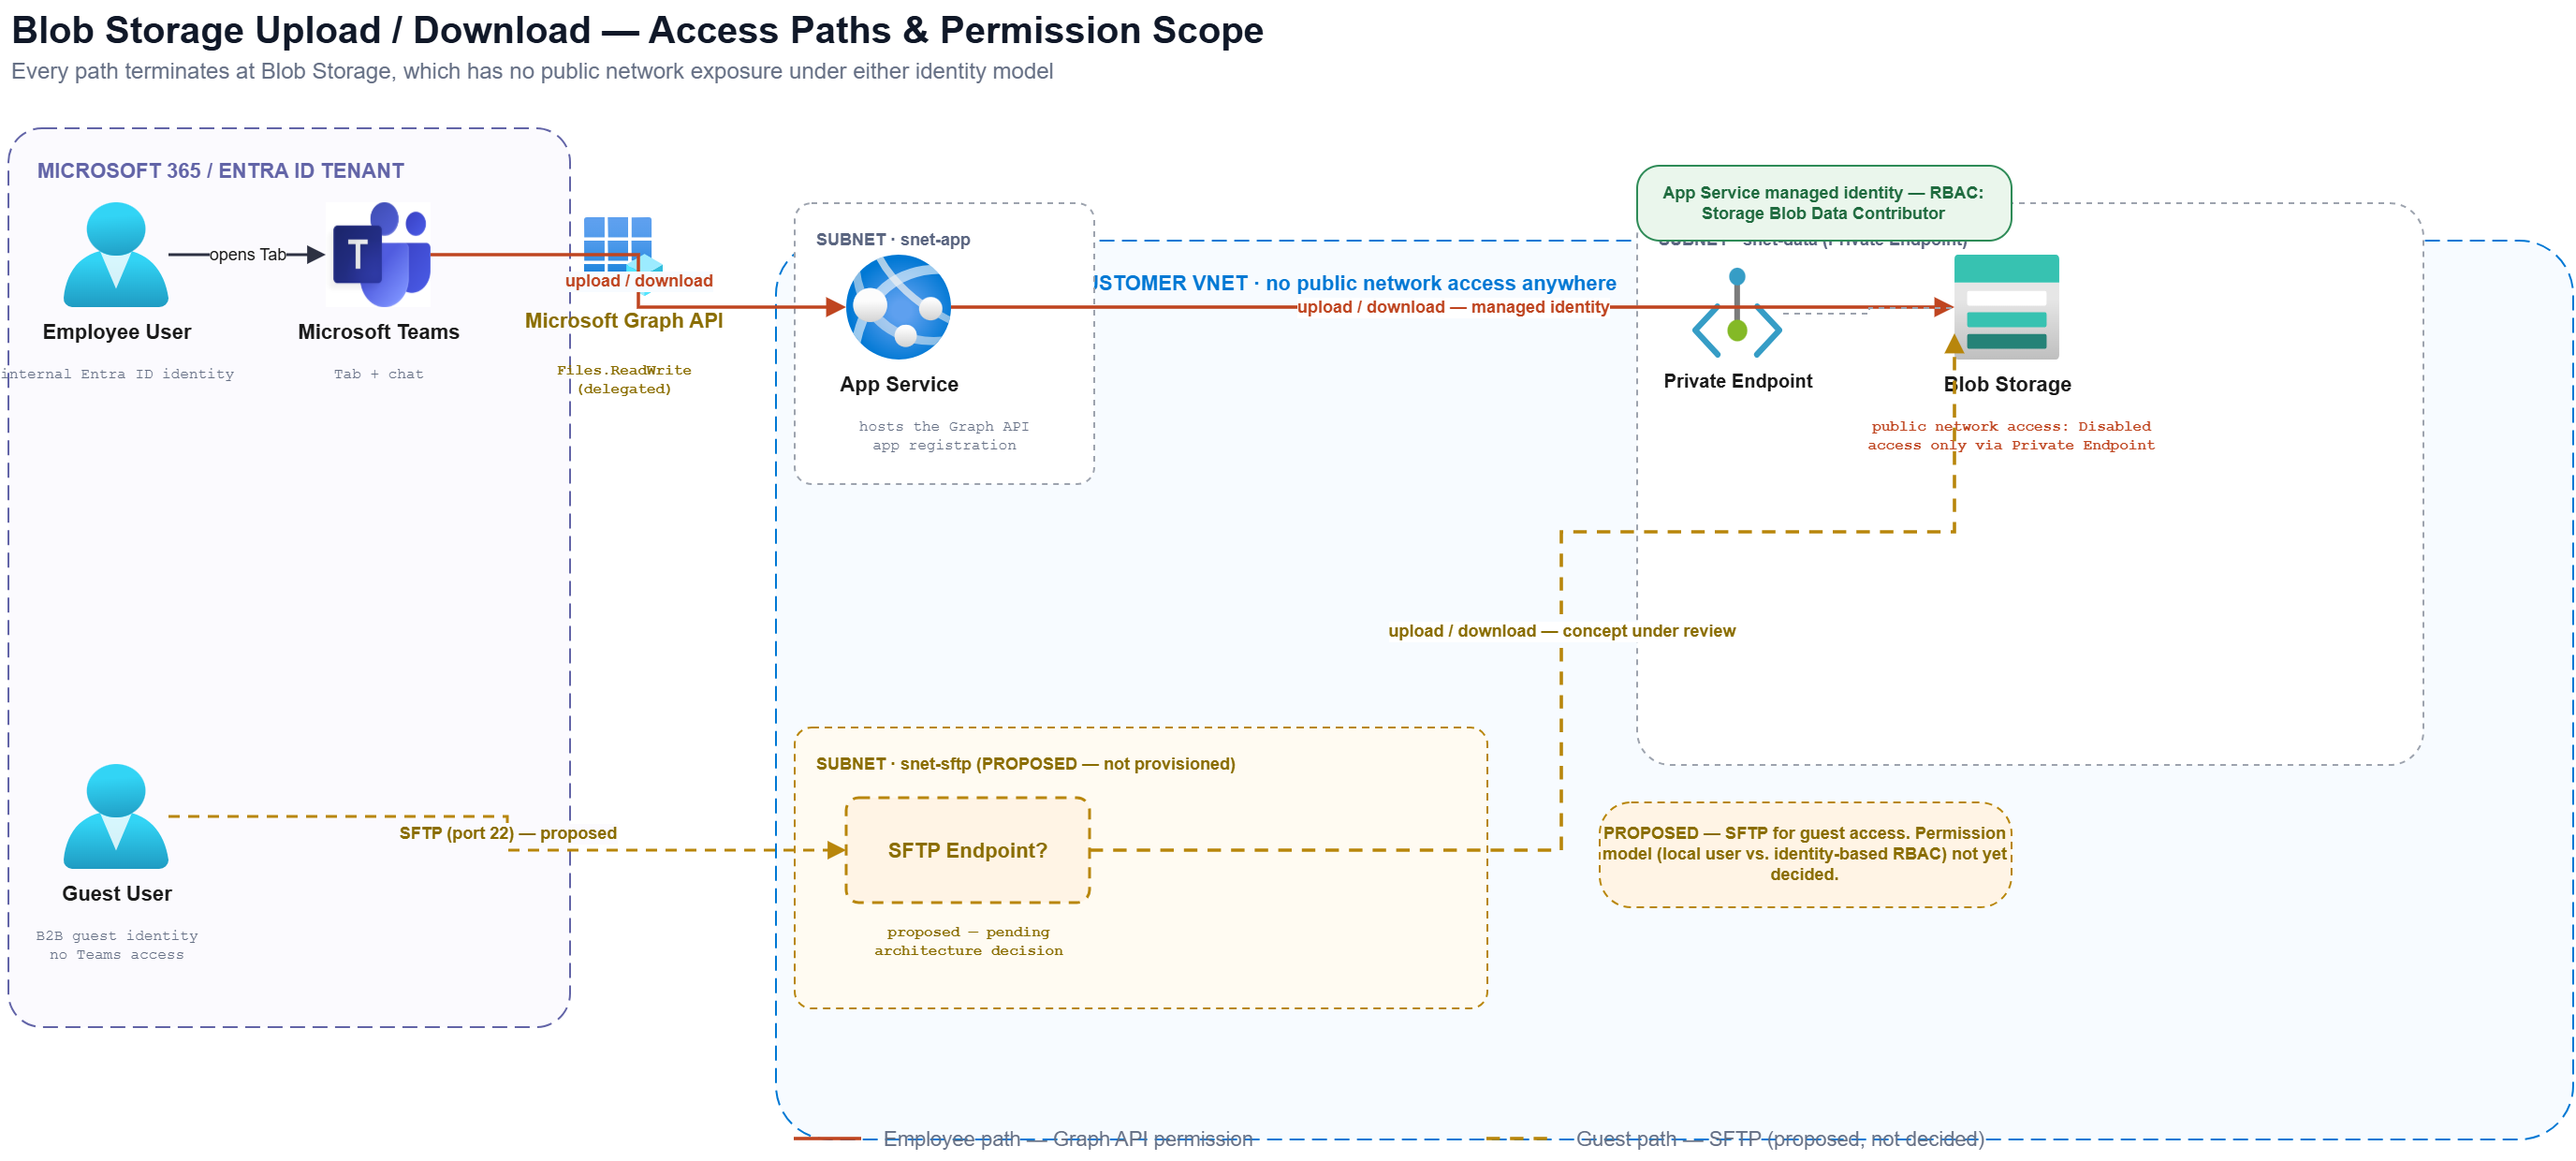 Blob Storage Upload / Download — Access Paths & Permission Scope
Every path terminates at Blob Storage, which has no public network exposure under either identity model
MICROSOFT 365 / ENTRA ID TENANT
opens Tab
Employee User
internal Entra ID identity
T
Microsoft Teams
Tab + chat
upload / download
Microsoft Graph API
Files.ReadWrite
(delegated)
SUBNET · snet-app
App Service
hosts the Graph API
app registration
USTOMER VNET · no public network access anywhere
upload / download — managed identity
App Service managed identity — RBAC:
Storage Blob Data Contributor
SUBNET · snet-data (Private Endpoint)
Private Endpoint
Blob Storage
public network access: Disabled
access only via Private Endpoint
upload / download — concept under review
Guest User
B2B guest identity
no Teams access
SFTP (port 22) — proposed
SUBNET · snet-sftp (PROPOSED — not provisioned)
SFTP Endpoint?
proposed — pending
architecture decision
PROPOSED — SFTP for guest access. Permission
model (local user vs. identity-based RBAC) not yet
decided.
Employee path — Graph API permission
Guest path — SFTP (proposed, not decided)